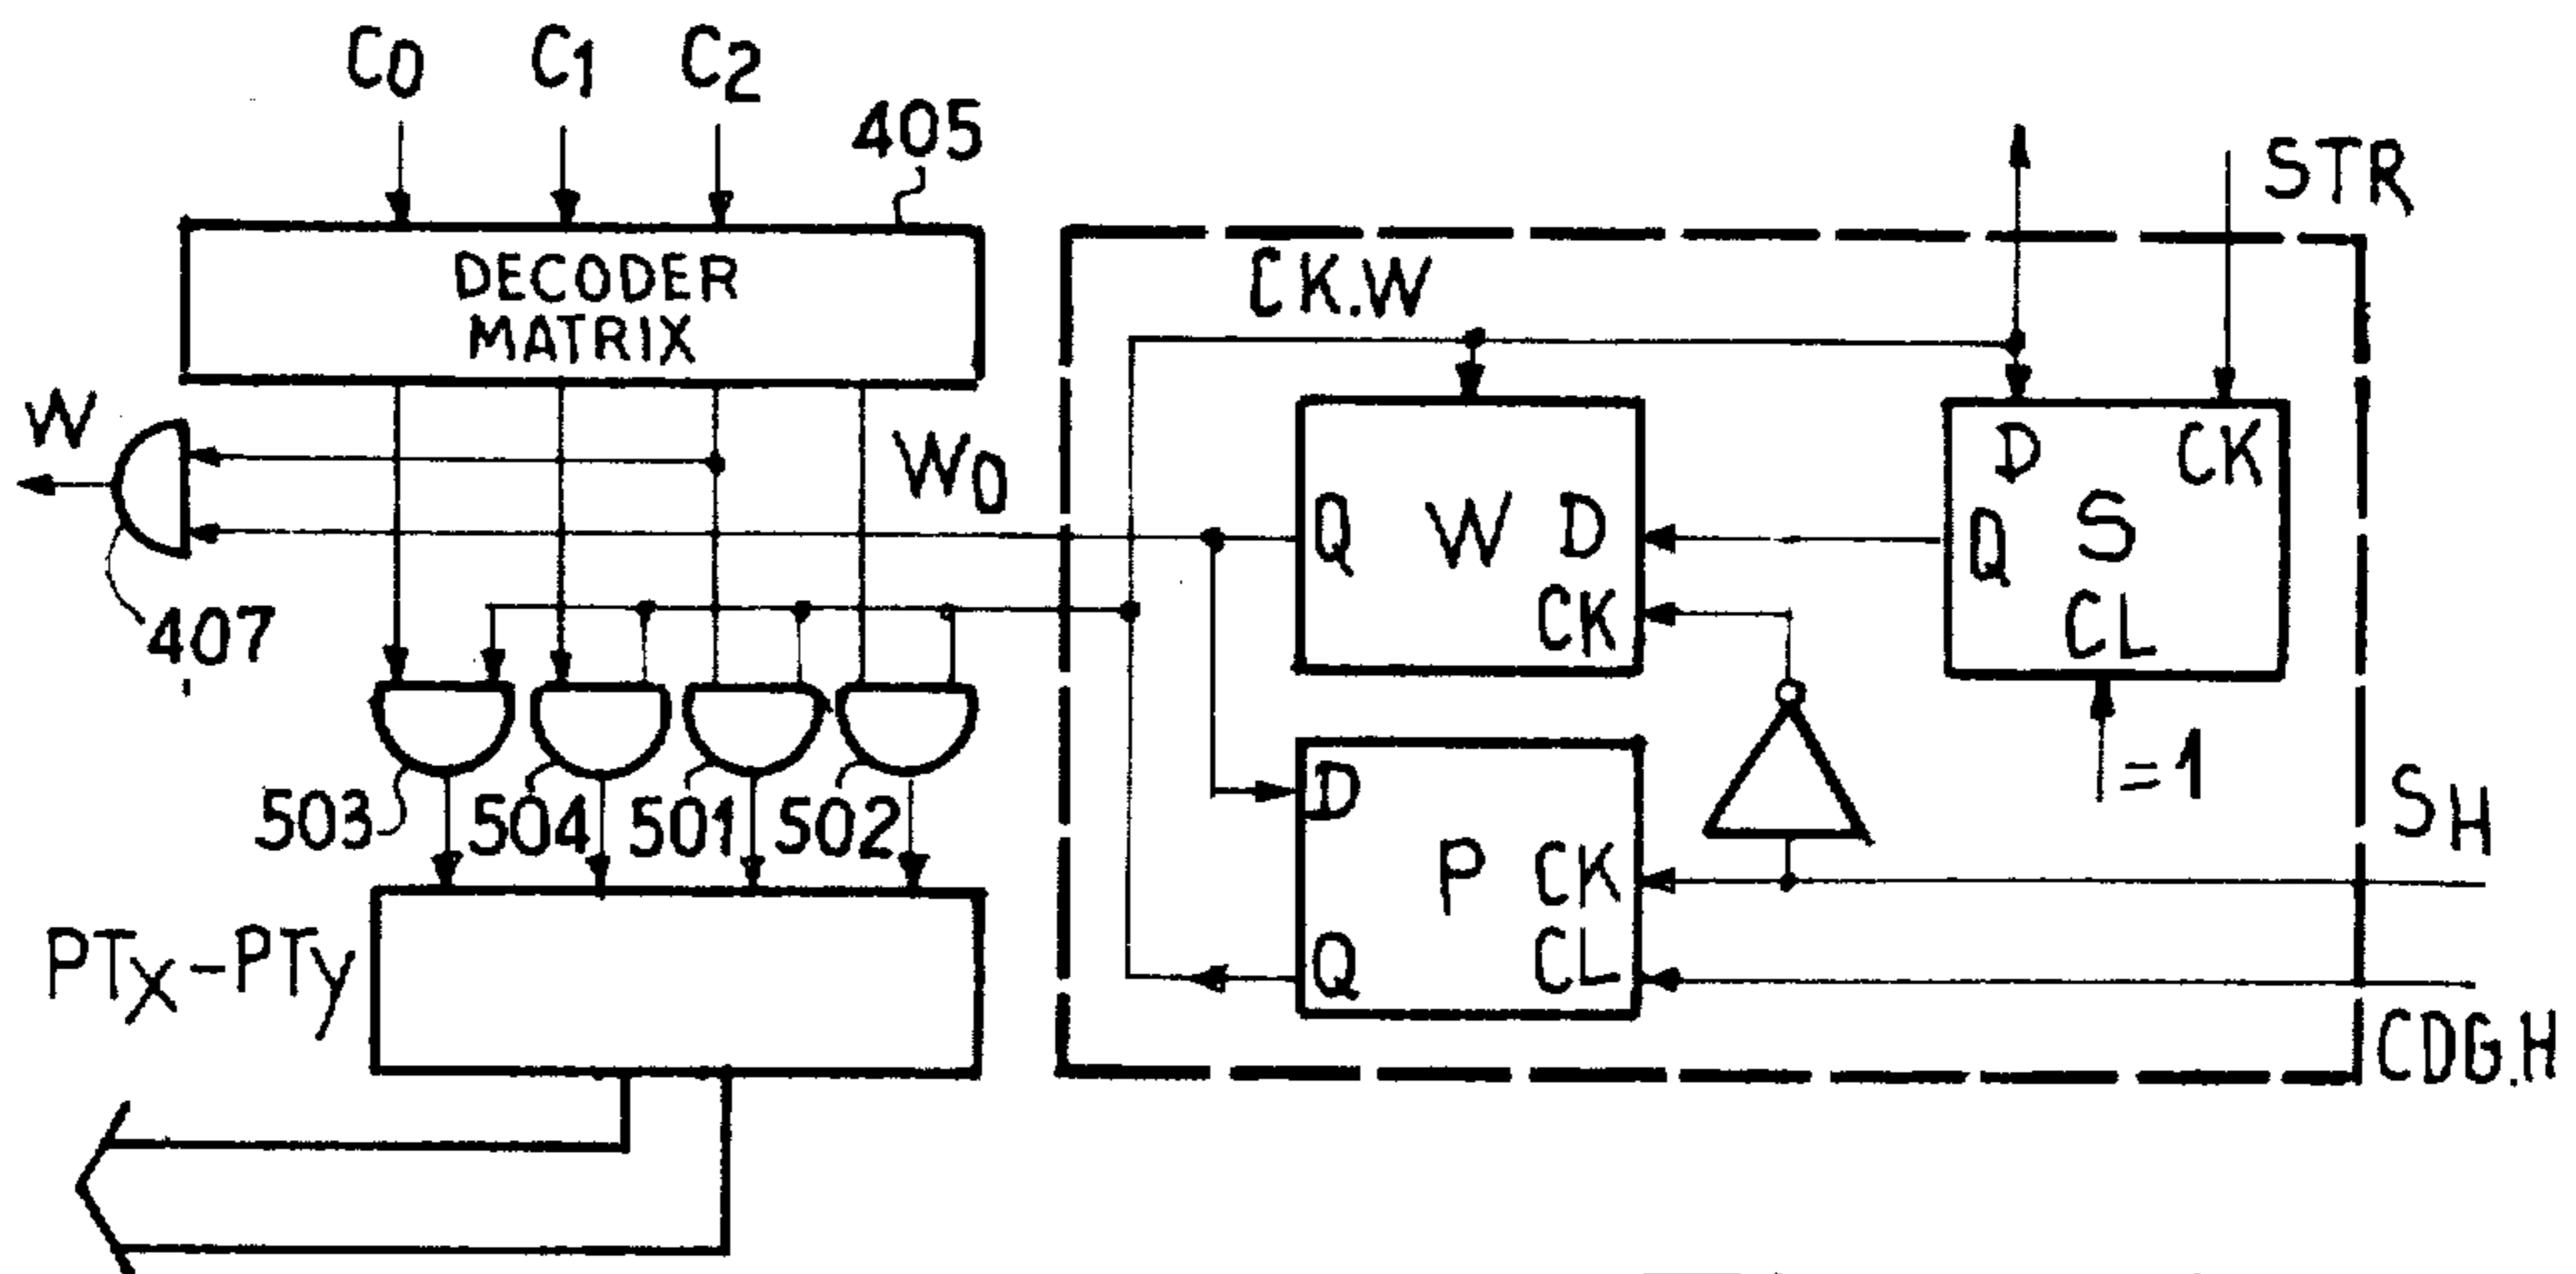 C0 C1 C2
405
STR
DECODER
MATRIX
CK.W
W
W0
D CK
Q W D
Q S
CK
CL
407
=1
503 504 501 502
D
SH
P CK
PTx-PTy
Q CL
CDG.H